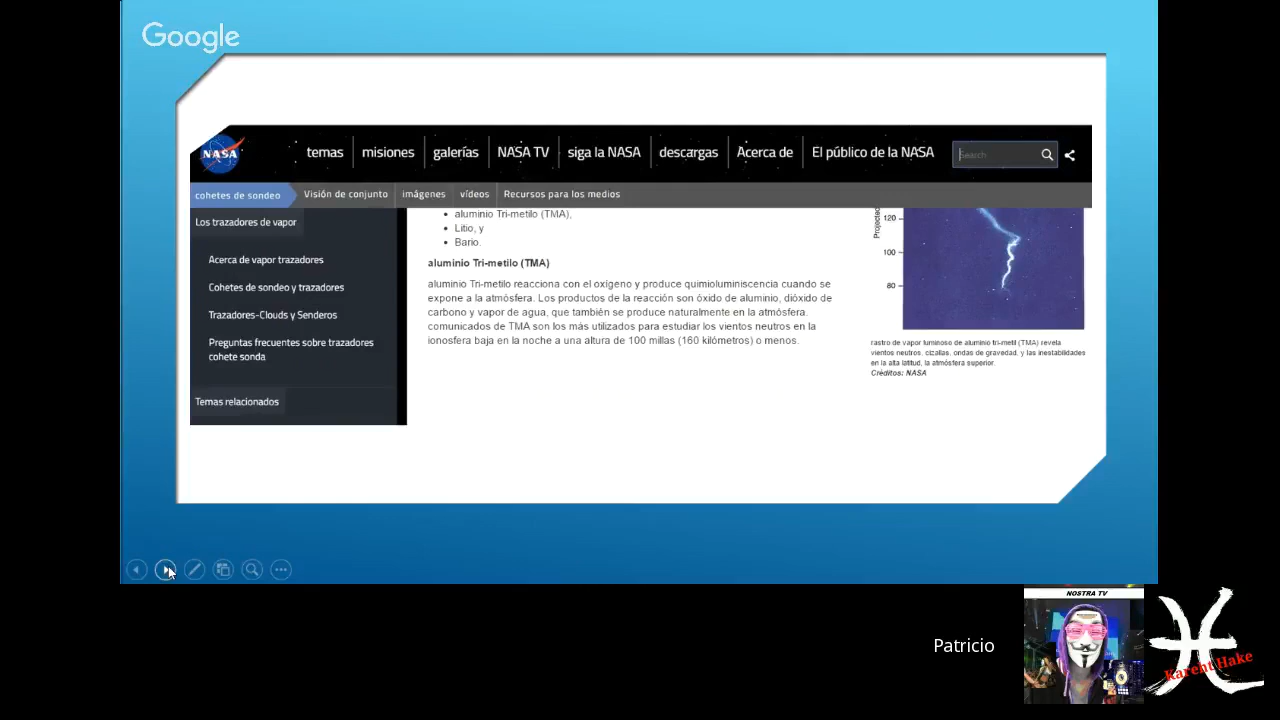 Google
NASA
temas
misiones
galerías
NASA TV
siga la NASA
descargas
Acerca de
El público de la NASA
Search
cohetes de sondeo
Visión de conjunto
imágenes
vídeos
Recursos para los medios
Los trazadores de vapor
Acerca de vapor trazadores
Cohetes de sondeo y trazadores
Trazadores-Clouds y Senderos
Preguntas frecuentes sobre trazadores
cohete sonda
Temas relacionados
aluminio Tri-metilo (TMA),
Litio, y
Bario.
aluminio Tri-metilo (TMA)
aluminio Tri-metilo reacciona con el oxígeno y produce quimioluminiscencia cuando se
expone a la atmósfera. Los productos de la reacción son óxido de aluminio, dióxido de
carbono y vapor de agua, que también se produce naturalmente en la atmósfera.
comunicados de TMA son los más utilizados para estudiar los vientos neutros en la
ionosfera baja en la noche a una altura de 100 millas (160 kilómetros) o menos.
Projected
120
100
80
rastro de vapor luminoso de aluminio tri-metil (TMA) revela
vientos neutros, cizallas, ondas de gravedad, y las inestabilidades
en la alta latitud, la atmósfera superior.
Créditos: NASA
NOSTRA TV
Patricio
Karent Hake